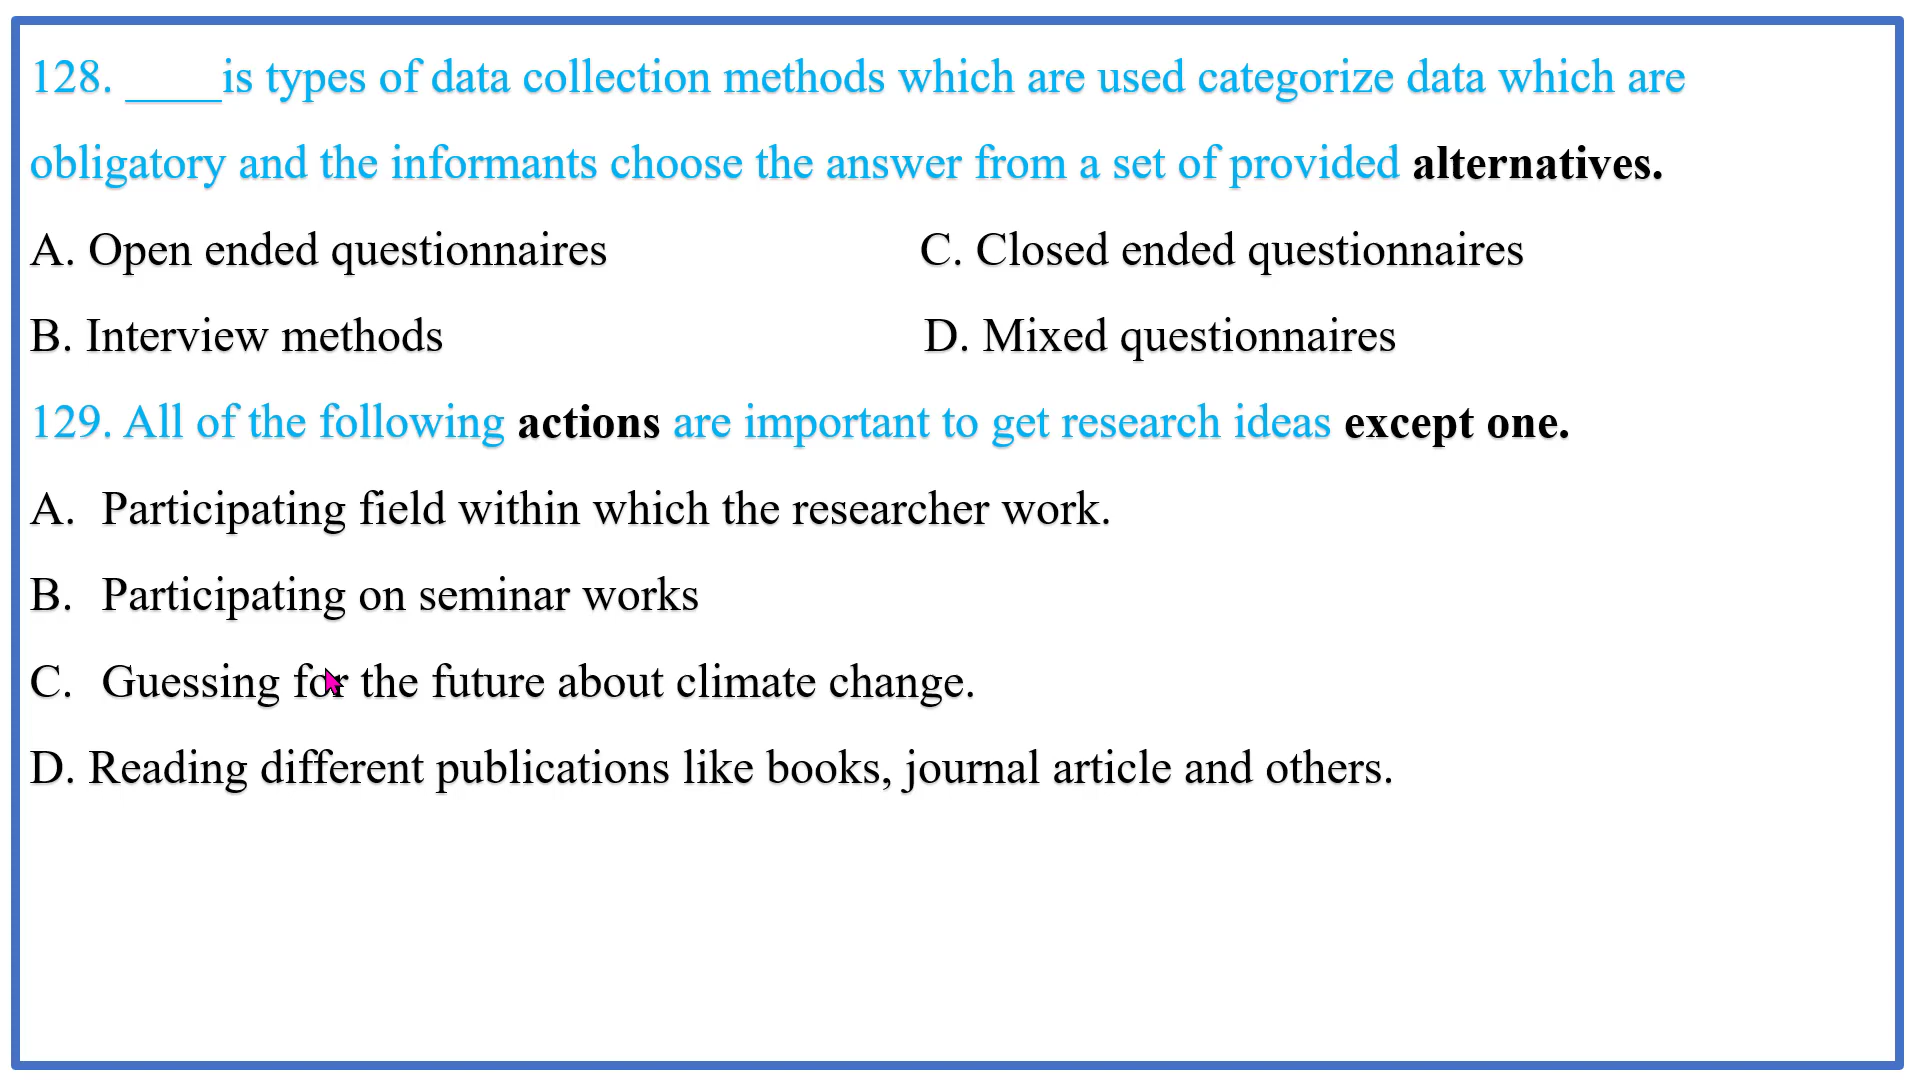 128. ____is types of data collection methods which are used categorize data which are
obligatory and the informants choose the answer from a set of provided alternatives.
A. Open ended questionnaires C. Closed ended questionnaires
B. Interview methods D. Mixed questionnaires
129. All of the following actions are important to get research ideas except one.
A. Participating field within which the researcher work.
B. Participating on seminar works
C. Guessing for the future about climate change.
D. Reading different publications like books, journal article and others.